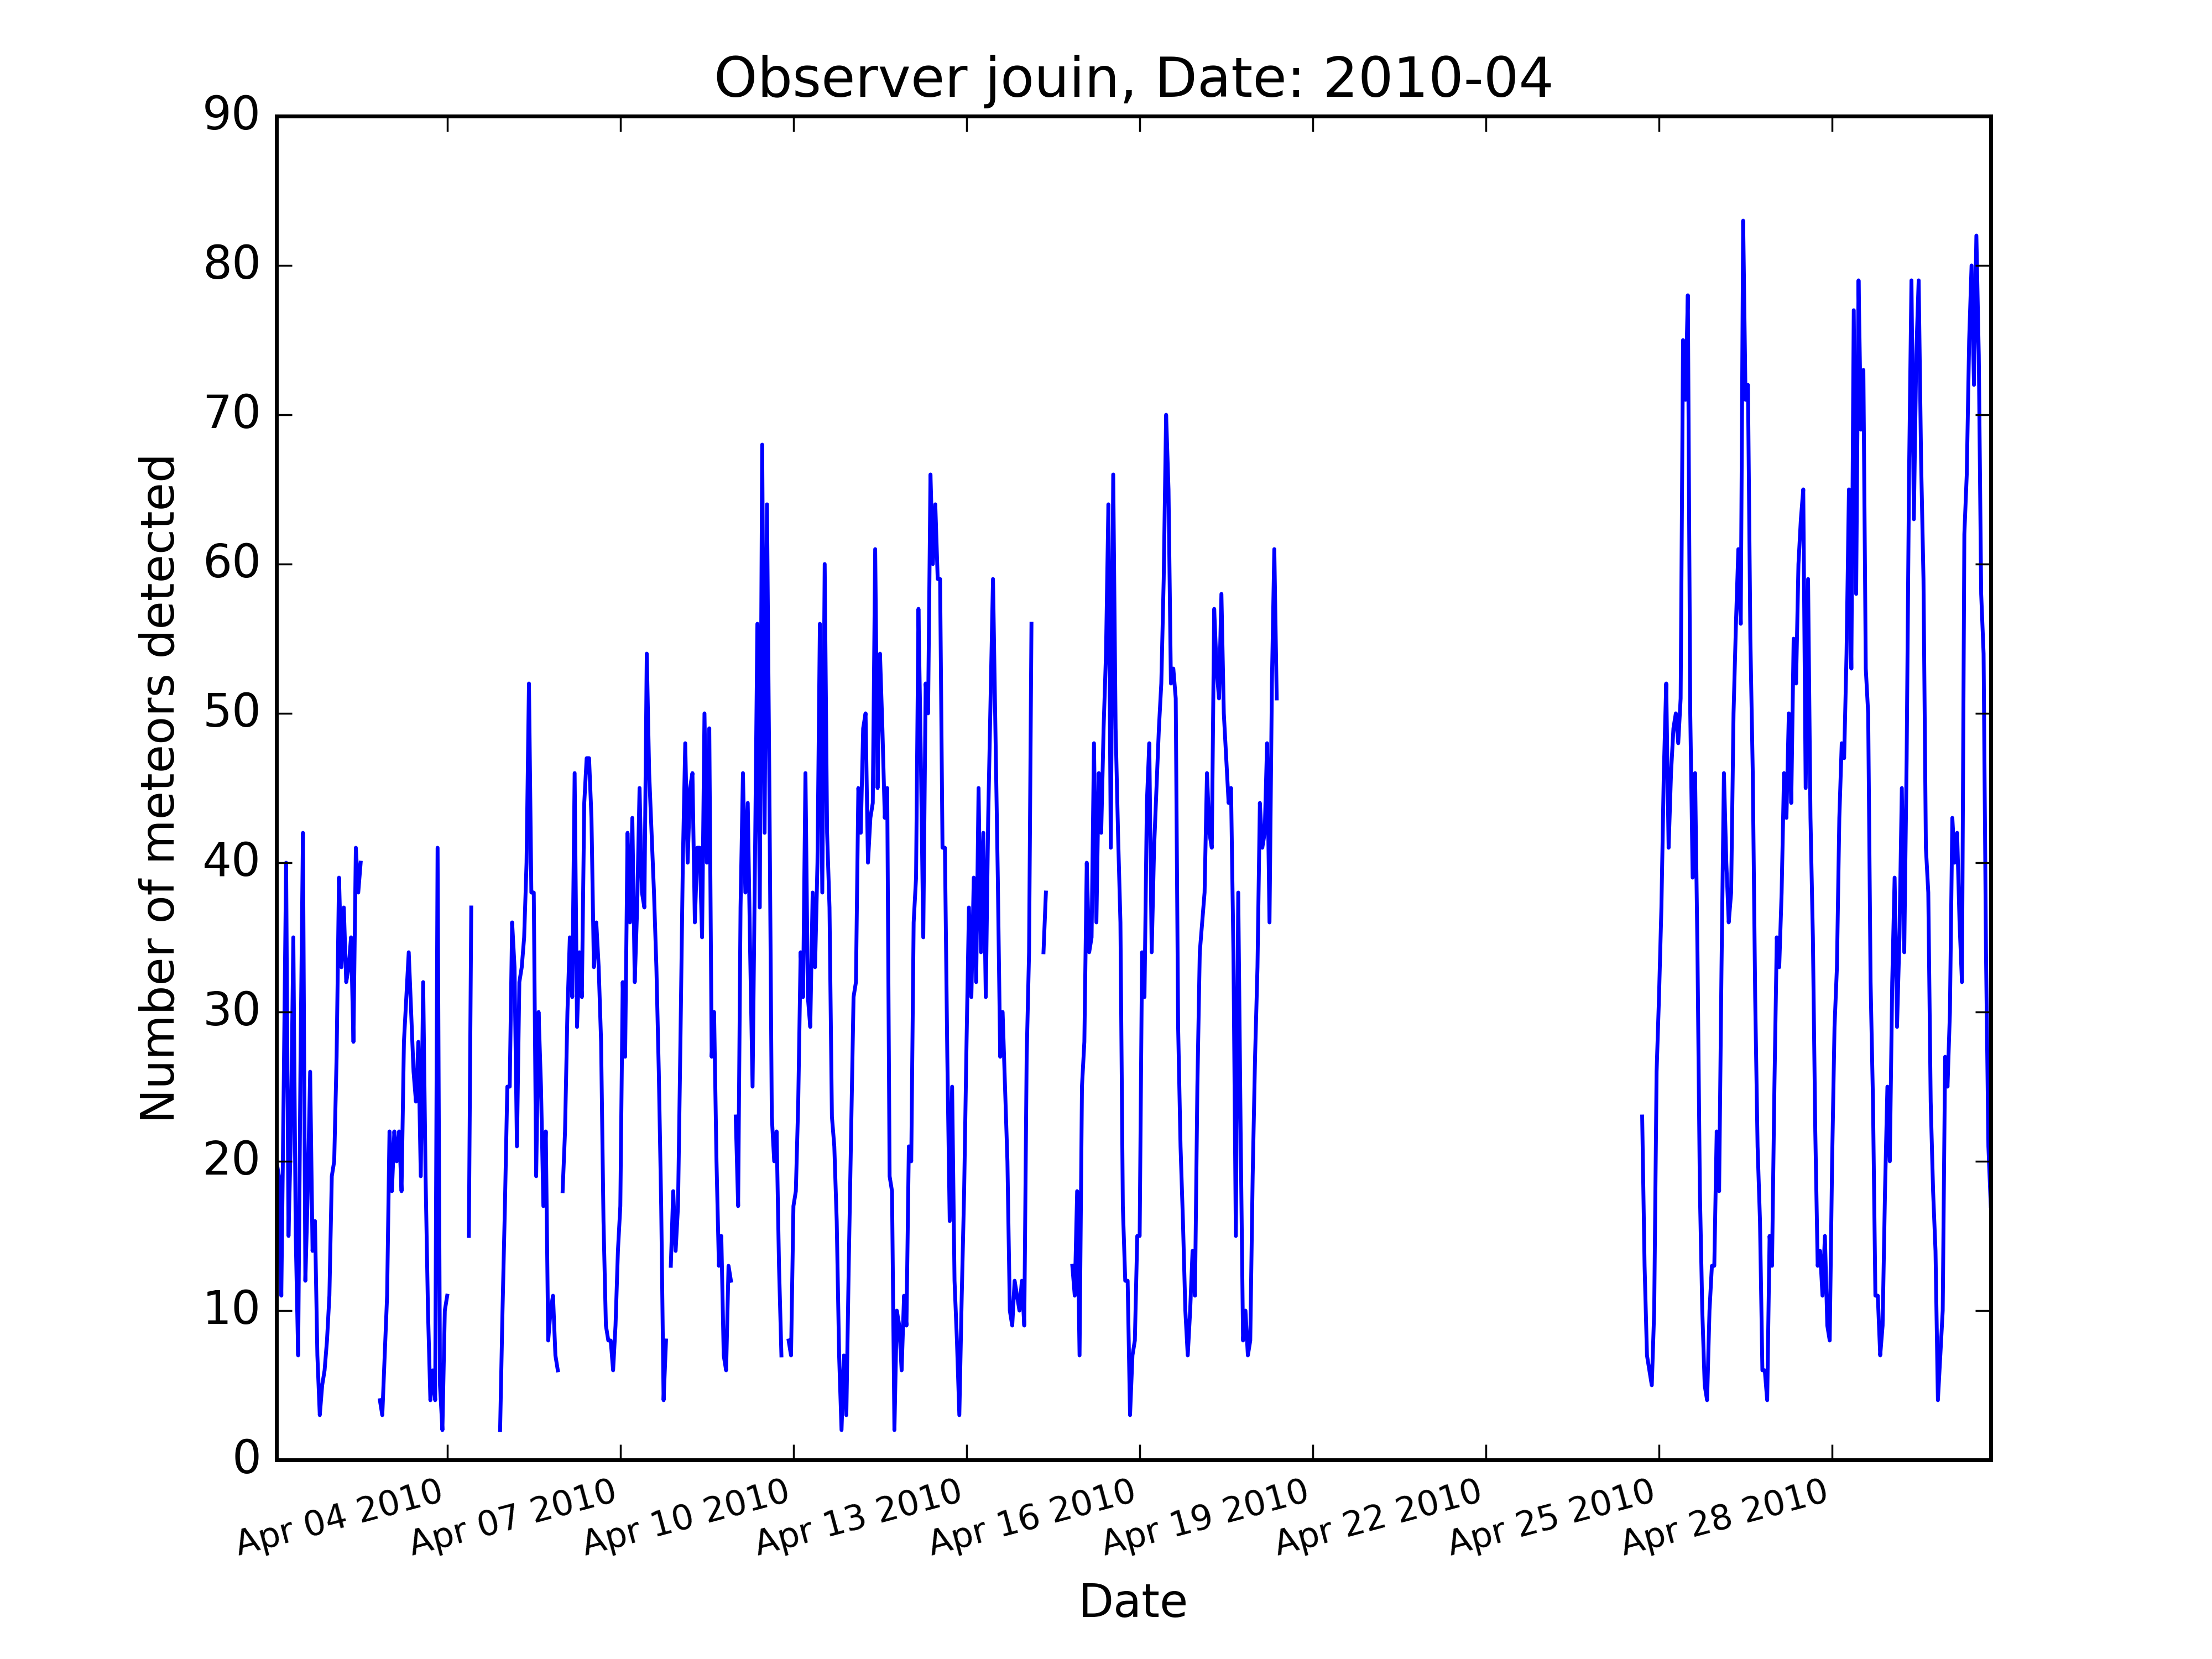 Observer jouin, Date: 2010-04
Number of meteors detected
90
80
70
60
50
40
30
20
10
0
Apr 04 2010
Apr 07 2010
Apr 10 2010
Apr 13 2010
Apr 16 2010
Apr 19 2010
Apr 22 2010
Apr 25 2010
Apr 28 2010
Date